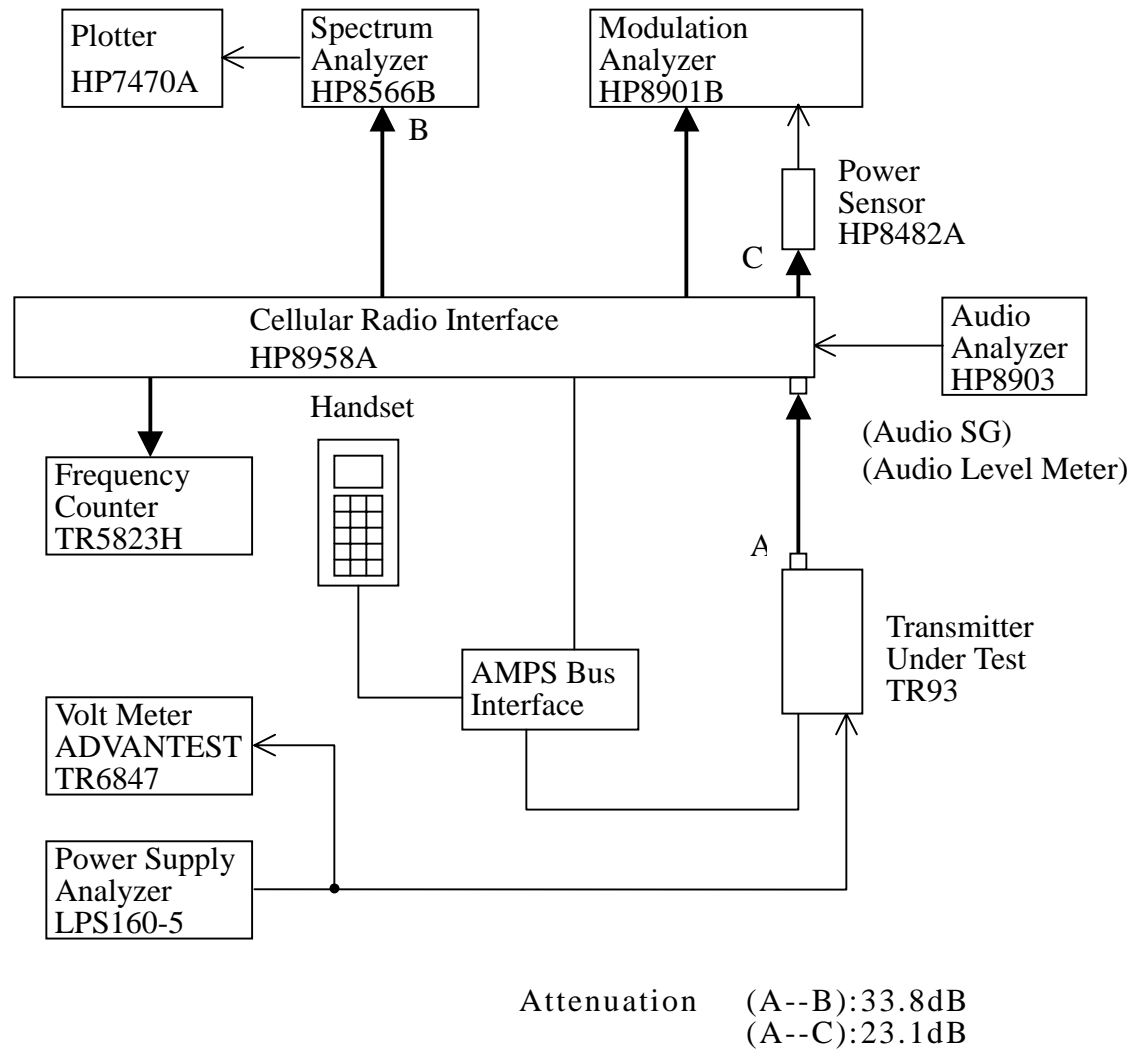 Plotter
HP7470A
Spectrum
Analyzer
HP8566B
Modulation
Analyzer
HP8901B
B
Power
Sensor
HP8482A
C
Cellular Radio Interface
HP8958A
Audio
Analyzer
HP8903
Handset
(Audio SG)
(Audio Level Meter)
Frequency
Counter
TR5823H
A
Transmitter
Under Test
TR93
AMPS Bus
Interface
Volt Meter
ADVANTEST
TR6847
Power Supply
Analyzer
LPS160-5
Attenuation (A--B):33.8dB
(A--C):23.1dB